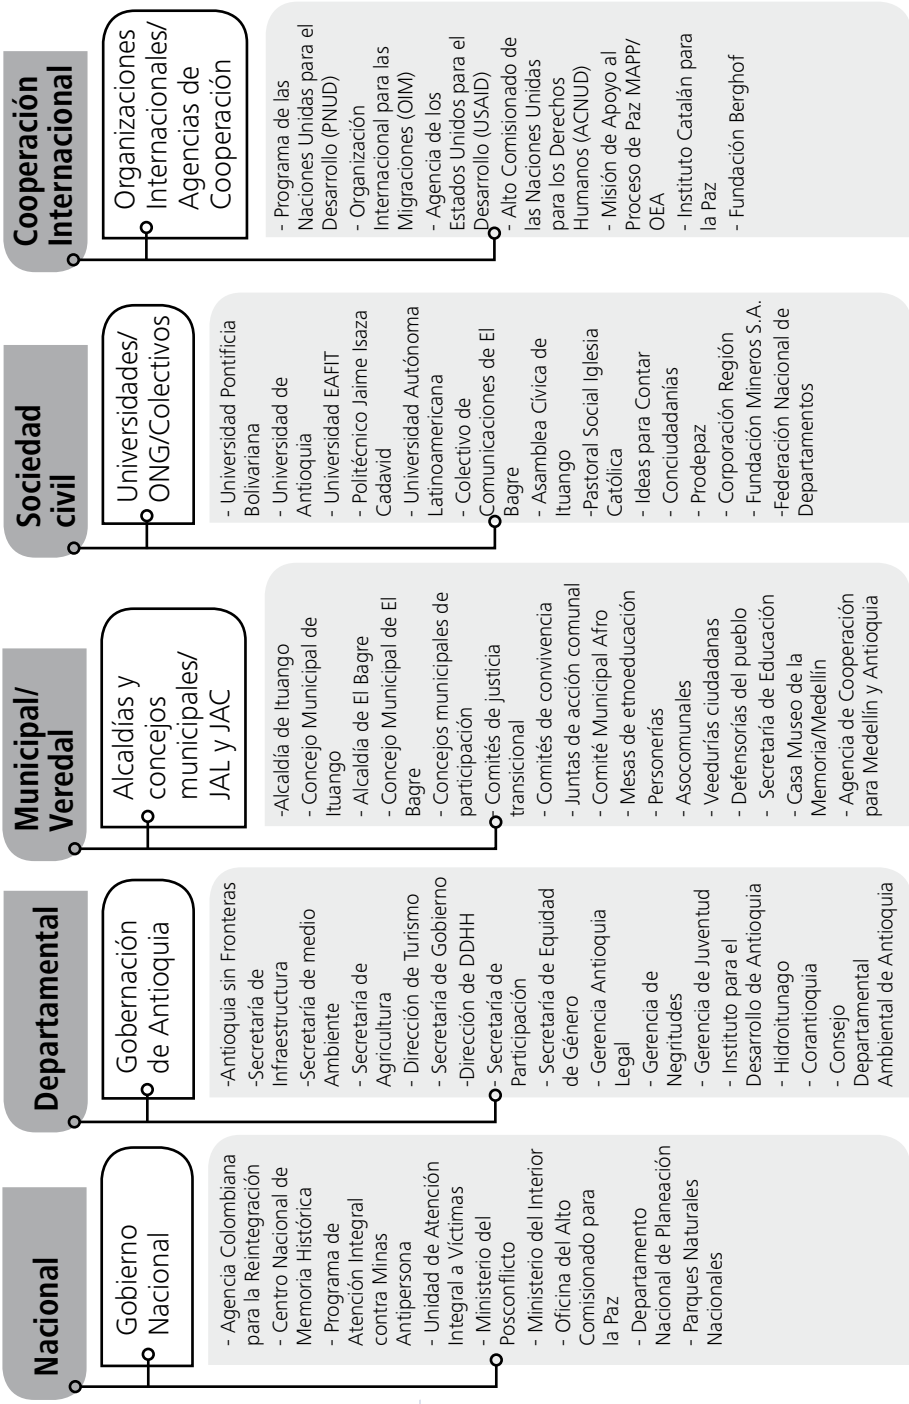 Nacional
Gobierno
Nacional
- Agencia Colombiana
para la Reintegración
- Centro Nacional de
Memoria Histórica
- Programa de
Atención Integral
contra Minas
Antipersona
- Unidad de Atención
Integral a Víctimas
- Ministerio del
Posconflicto
- Ministerio del Interior
- Oficina del Alto
Comisionado para
la Paz
- Departamento
Nacional de Planeación
- Parques Naturales
Nacionales
Departamental
Gobernación
de Antioquia
-Antioquia sin Fronteras
-Secretaría de
Infraestructura
-Secretaría de medio
Ambiente
- Secretaría de
Agricultura
- Dirección de Turismo
- Secretaría de Gobierno
-Dirección de DDHH
- Secretaría de
Participación
- Secretaría de Equidad
de Género
- Gerencia Antioquia
Legal
- Gerencia de
Negritudes
- Gerencia de Juventud
- Instituto para el
Desarrollo de Antioquia
- Hidroitunago
- Corantioquia
- Consejo
Departamental
Ambiental de Antioquia
Municipal/
Veredal
Alcaldías y
concejos
municipales/
JAL y JAC
-Alcaldía de Ituango
- Concejo Municipal de
Ituango
- Alcaldía de El Bagre
- Concejo Municipal de El
Bagre
- Concejos municipales de
participación
- Comités de justicia
transicional
- Comités de convivencia
Juntas de acción comunal
- Comité Municipal Afro
- Mesas de etnoeducación
- Personerías
- Asocomunales
- Veedurías ciudadanas
- Defensorías del pueblo
- Secretaría de Educación
- Casa Museo de la
Memoria/Medellín
- Agencia de Cooperación
para Medellín y Antioquia
Sociedad
civil
Universidades/
ONG/Colectivos
- Universidad Pontificia
Bolivariana
- Universidad de
Antioquia
- Universidad EAFIT
- Politécnico Jaime Isaza
Cadavid
- Universidad Autónoma
Latinoamericana
- Colectivo de
Comunicaciones de El
Bagre
- Asamblea Cívica de
Ituango
-Pastoral Social Iglesia
Católica
- Ideas para Contar
- Conciudadanías
- Prodepaz
- Corporación Región
- Fundación Mineros S.A.
-Federación Nacional de
Departamentos
Cooperación
Internacional
Organizaciones
Internacionales/
Agencias de
Cooperación
- Programa de las
Naciones Unidas para el
Desarrollo (PNUD)
- Organización
Internacional para las
Migraciones (OIM)
- Agencia de los
Estados Unidos para el
Desarrollo (USAID)
- Alto Comisionado de
las Naciones Unidas
para los Derechos
Humanos (ACNUD)
- Misión de Apoyo al
Proceso de Paz MAPP/
OEA
- Instituto Catalán para
la Paz
- Fundación Berghof